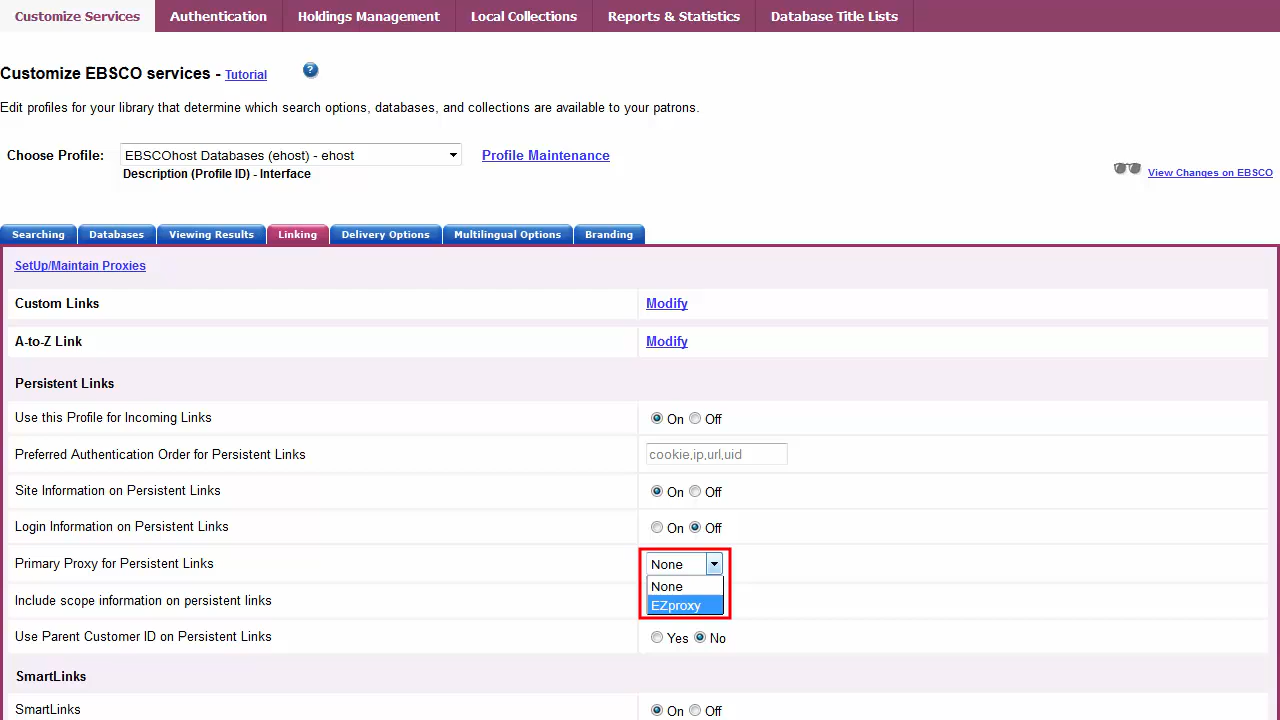 Customize Services Authentication Holdings Management Local Collections Reports & Statistics Database Title Lists
Customize EBSCO services - Tutorial ?
Edit profiles for your library that determine which search options, databases, and collections are available to your patrons.
Choose Profile: EBSCOhost Databases (ehost) - ehost Profile Maintenance
Description (Profile ID) - Interface
View Changes on EBSCO
Searching Databases Viewing Results Linking Delivery Options Multilingual Options Branding
SetUp/Maintain Proxies
Custom Links Modify
A-to-Z Link Modify
Persistent Links
Use this Profile for Incoming Links On Off
Preferred Authentication Order for Persistent Links cookie,ip,url,uid
Site Information on Persistent Links On Off
Login Information on Persistent Links On Off
Primary Proxy for Persistent Links None
None
Include scope information on persistent links EZproxy
Use Parent Customer ID on Persistent Links Yes No
SmartLinks
SmartLinks On Off